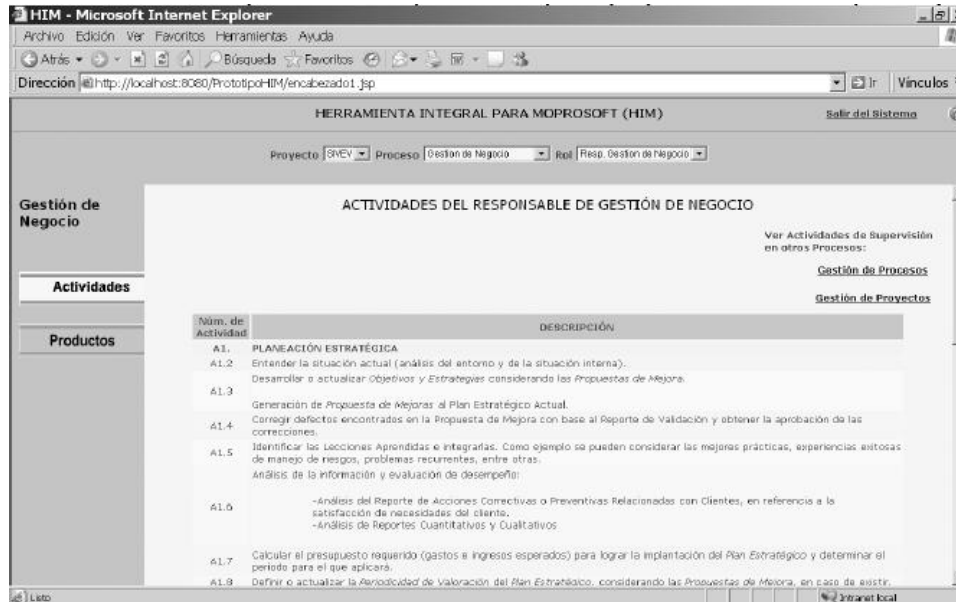 HIM - Microsoft Internet Explorer
Archivo Edición Ver Favoritos Herramientas Ayuda
Atrás Búsqueda Favoritos
Dirección http://localhost:8080/PrototipoHIM/encabezado1.jsp Ir Vínculos
HERRAMIENTA INTEGRAL PARA MOPROSOFT (HIM) Salir del Sistema
Proyecto SIVEV Proceso Gestion de Negocio Rol Resp. Gestion de Negocio
Gestión de
Negocio
ACTIVIDADES DEL RESPONSABLE DE GESTIÓN DE NEGOCIO
Ver Actividades de Supervisión
en otros Procesos:
Gestión de Procesos
Gestión de Proyectos
Actividades
Productos
Núm. de
Actividad
DESCRIPCIÓN
A1. PLANEACIÓN ESTRATÉGICA
A1.2 Entender la situación actual (análisis del entorno y de la situación interna).
A1.3 Desarrollar o actualizar Objetivos y Estrategias considerando las Propuestas de Mejora.
Generación de Propuesta de Mejoras al Plan Estratégico Actual.
A1.4 Corregir defectos encontrados en la Propuesta de Mejora con base al Reporte de Validación y obtener la aprobación de las
correcciones.
A1.5 Identificar las Lecciones Aprendidas e integrarlas. Como ejemplo se pueden considerar las mejores prácticas, experiencias exitosas
de manejo de riesgos, problemas recurrentes, entre otras.
A1.6 Análisis de la información y evaluación de desempeño:
-Análisis del Reporte de Acciones Correctivas o Preventivas Relacionadas con Clientes, en referencia a la
satisfacción de necesidades del cliente.
-Análisis de Reportes Cuantitativos y Cualitativos
A1.7 Calcular el presupuesto requerido (gastos e ingresos esperados) para lograr la implantación del Plan Estratégico y determinar el
periodo para el que aplicará.
A1.8 Definir o actualizar la Periodicidad de Valoración del Plan Estratégico, considerando las Propuestas de Mejora, en caso de existir.
Listo Intranet local